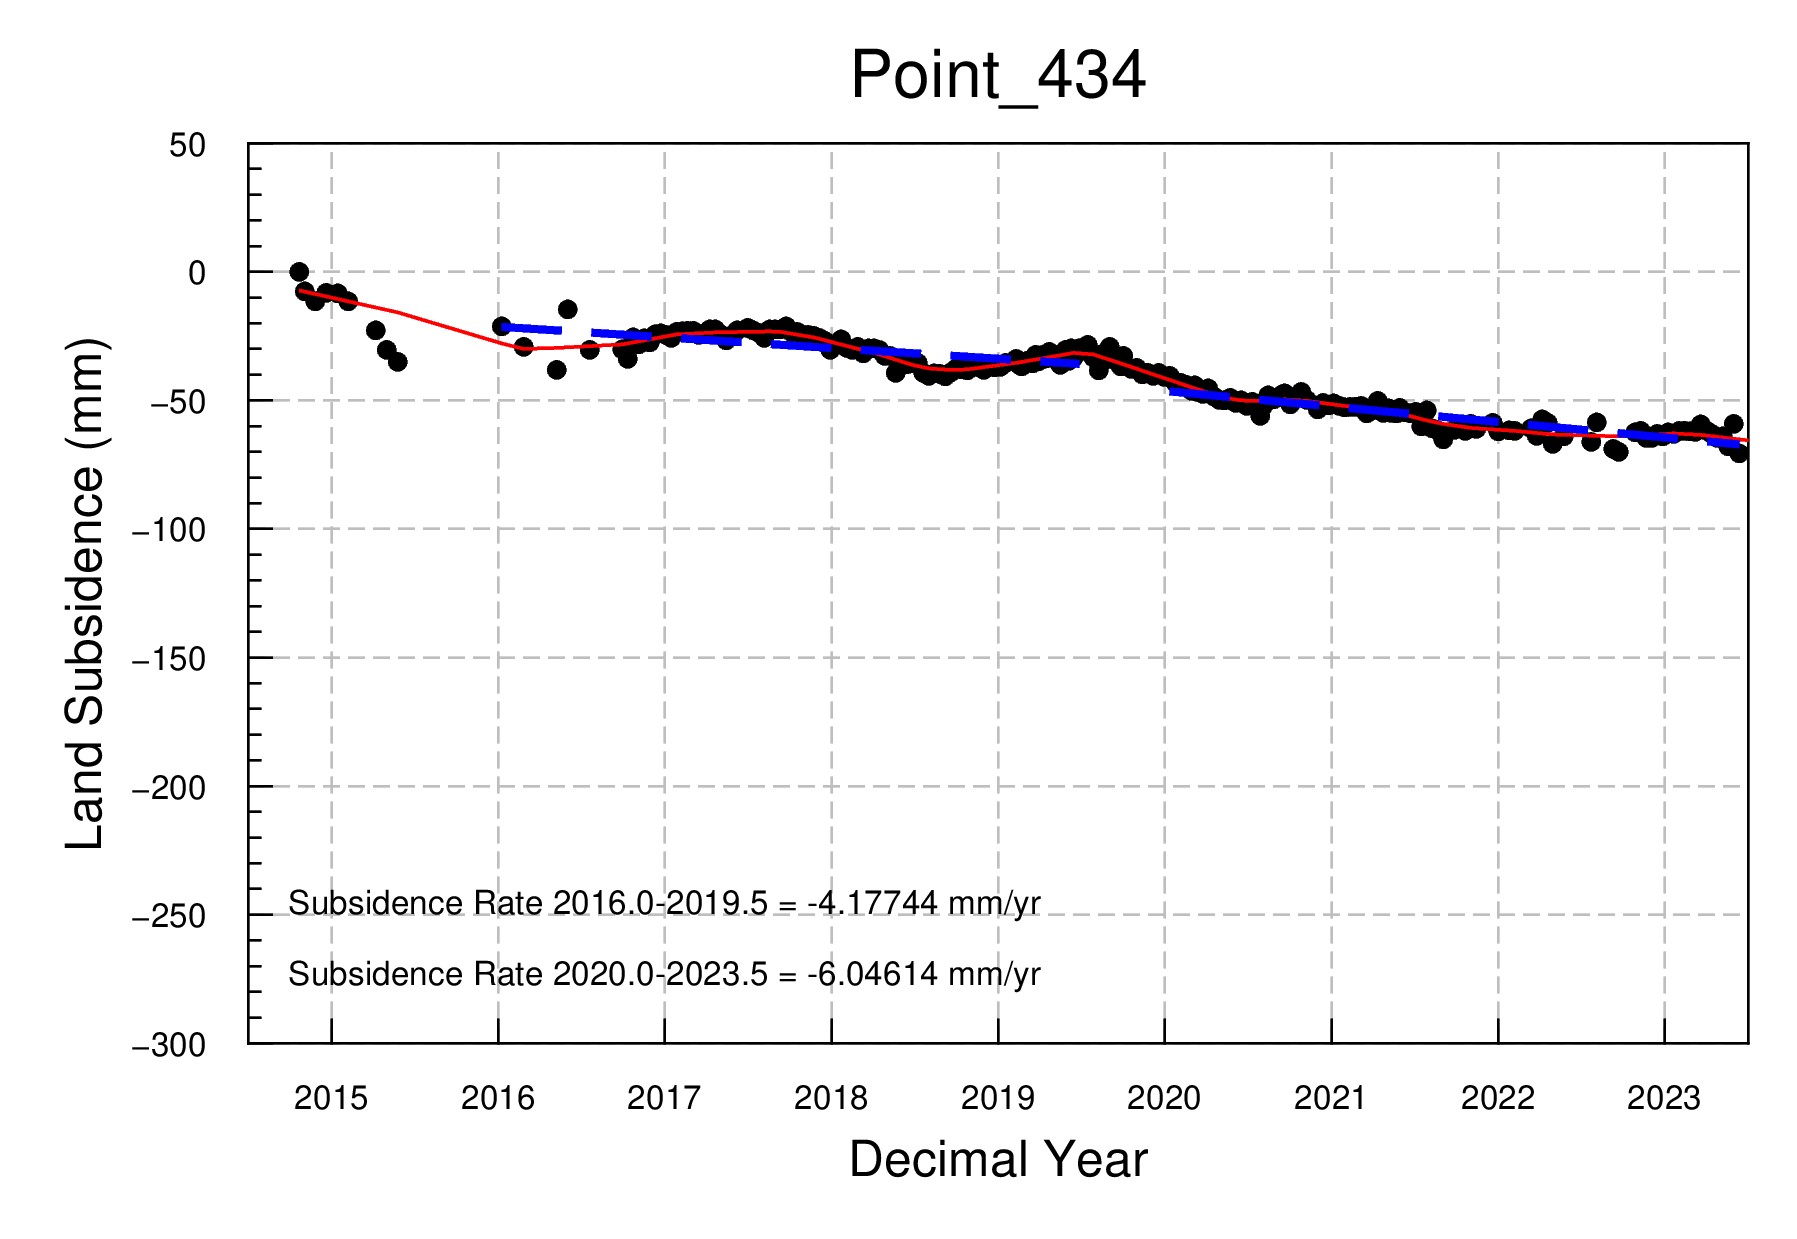 Point_434
50
0
−50
−100
−150
−200
−250
−300
Land Subsidence (mm)
Subsidence Rate 2016.0-2019.5 = -4.17744 mm/yr
Subsidence Rate 2020.0-2023.5 = -6.04614 mm/yr
2015 2016 2017 2018 2019 2020 2021 2022 2023
Decimal Year